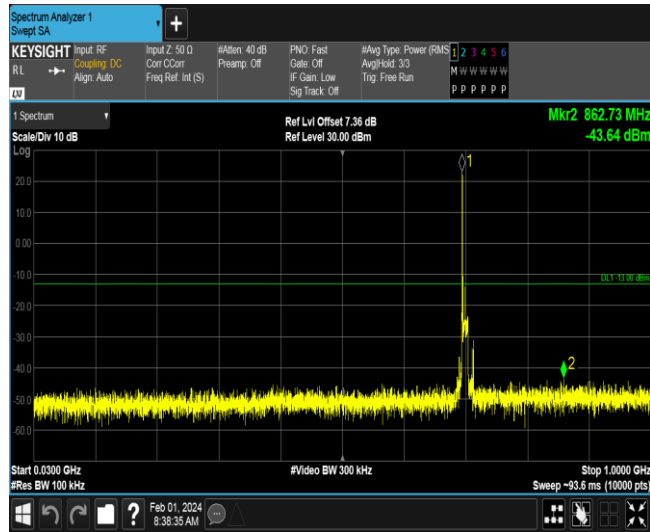 Spectrum Analyzer 1
Swept SA
KEYSIGHT Input: RF Input Z: 50 Ω #Atten: 40 dB PNO: Fast #Avg Type: Power (RMS 1 2 3 4 5 6
R L Coupling: DC Corr CCorr Preamp: Off Gate: Off Avg|Hold: 3/3 M W W W W W
Align: Auto Freq Ref: Int (S) IF Gain: Low Trig: Free Run
LXI Sig Track: Off P P P P P P
1 Spectrum Ref Lvl Offset 7.36 dB Mkr2 862.73 MHz
Scale/Div 10 dB Ref Level 30.00 dBm -43.64 dBm
Log
1
20.0
10.0
0.00
-10.0 DL1 -13.00 dBm
-20.0
-30.0
-40.0 2
-50.0
-60.0
Start 0.0300 GHz #Video BW 300 kHz Stop 1.0000 GHz
#Res BW 100 kHz Sweep ~93.6 ms (10000 pts)
? Feb 01, 2024
8:38:35 AM